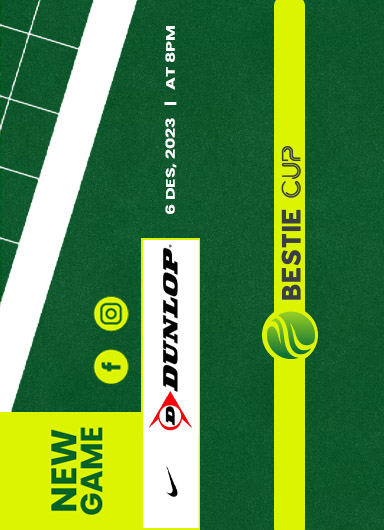 NEW
GAME
DUNLOP
6 DES, 2023 | AT 8PM
BESTIE CUP